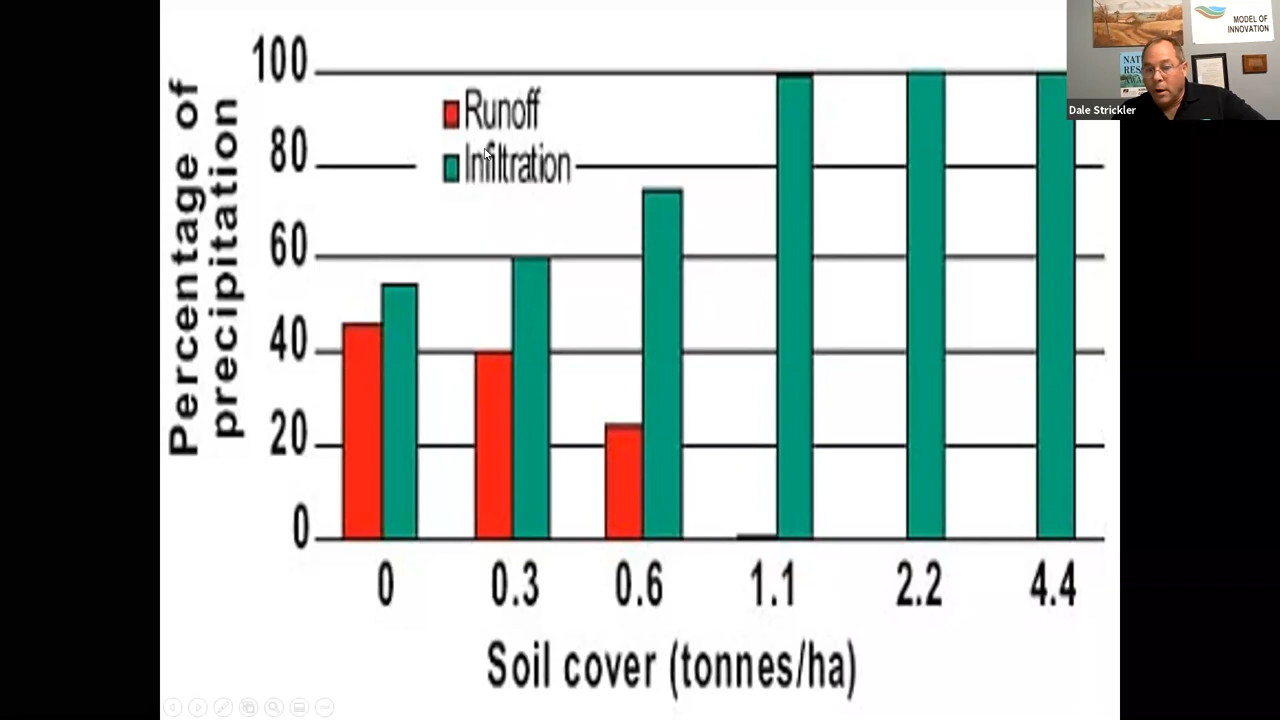 Percentage of
precipitation
100
80
60
40
20
0
Runoff
Infiltration
0 0.3 0.6 1.1 2.2 4.4
Soil cover (tonnes/ha)
MODEL OF
INNOVATION
Dale Strickler